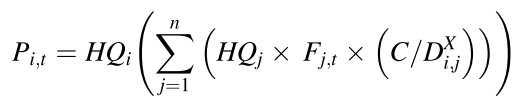 $P_{i,t} = HQ_i \left( \sum_{j=1}^{n} \left( HQ_j \times F_{j,t} \times \left( C / D_{i,j}^{X} \right) \right) \right)$